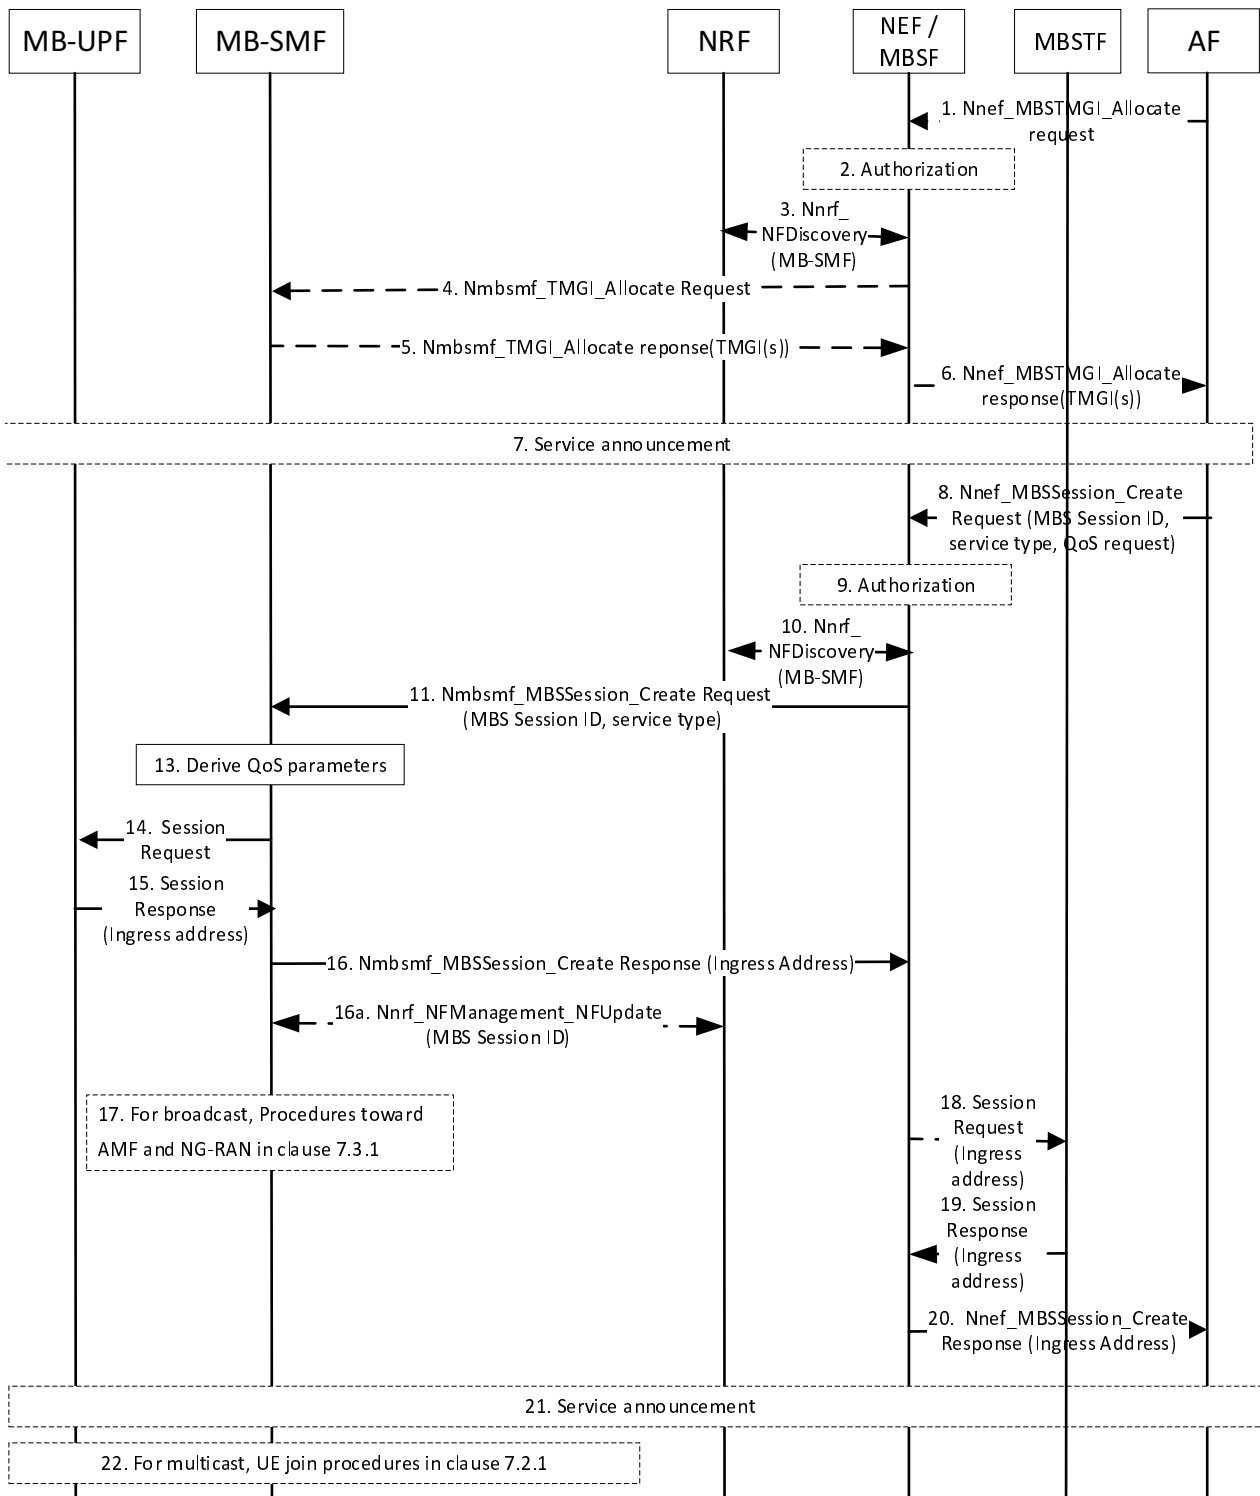 MB-UPF
MB-SMF
NRF
NEF /
MBSF
MBSTF
AF
1. Nnef_MBSTMGI_Allocate
request
2. Authorization
3. Nnrf_
NFDiscovery
(MB-SMF)
4. Nmbsmf_TMGI_Allocate Request
5. Nmbsmf_TMGI_Allocate reponse(TMGI(s))
6. Nnef_MBSTMGI_Allocate
response(TMGI(s))
7. Service announcement
8. Nnef_MBSSession_Create
Request (MBS Session ID,
service type, QoS request)
9. Authorization
10. Nnrf_
NFDiscovery
(MB-SMF)
11. Nmbsmf_MBSSession_Create Request
(MBS Session ID, service type)
13. Derive QoS parameters
14. Session
Request
15. Session
Response
(Ingress address)
16. Nmbsmf_MBSSession_Create Response (Ingress Address)
16a. Nnrf_NFManagement_NFUpdate
(MBS Session ID)
17. For broadcast, Procedures toward
AMF and NG-RAN in clause 7.3.1
18. Session
Request
(Ingress
address)
19. Session
Response
(Ingress
address)
20. Nnef_MBSSession_Create
Response (Ingress Address)
21. Service announcement
22. For multicast, UE join procedures in clause 7.2.1